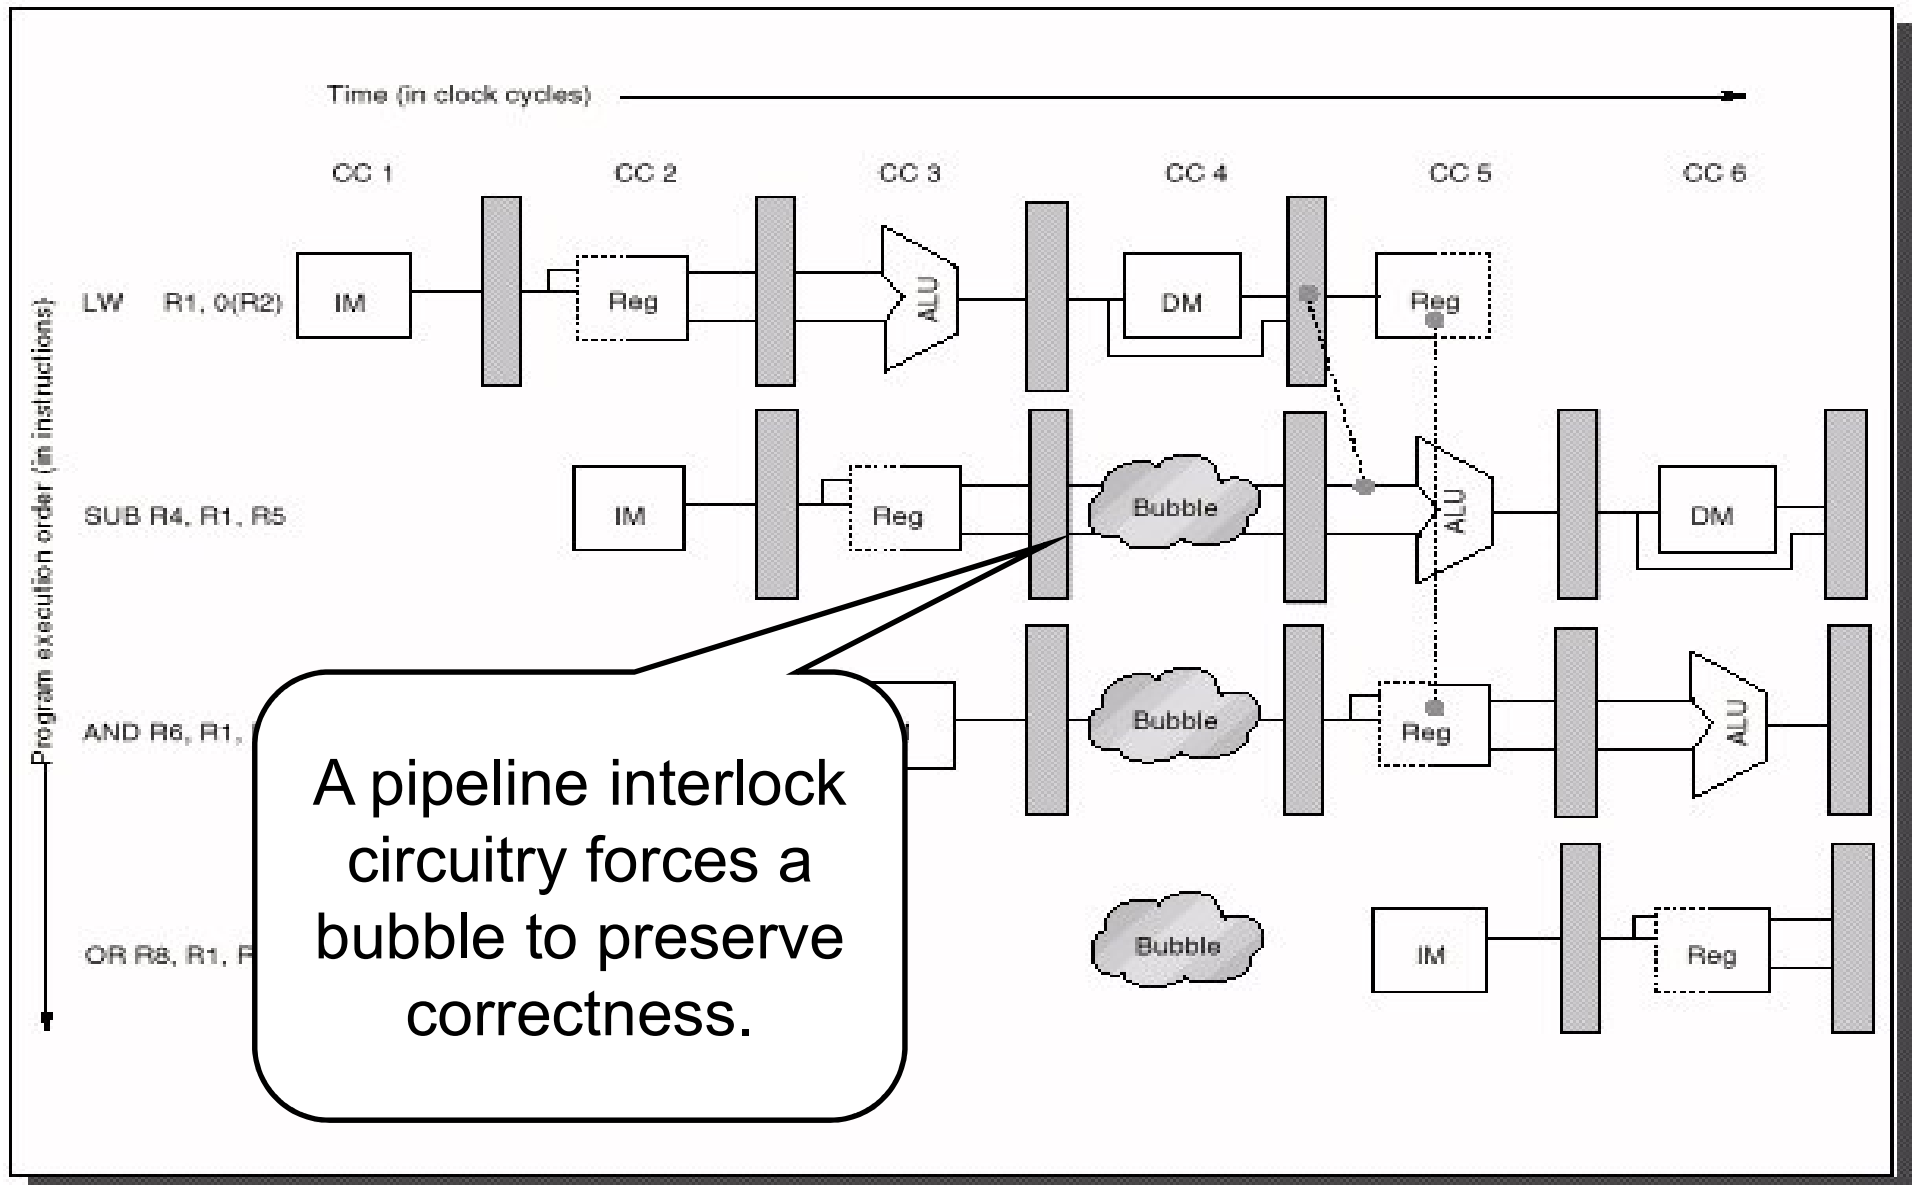 Time (in clock cycles)
CC 1 CC 2 CC 3 CC 4 CC 5 CC 6
Program execution order (in instructions)
LW R1, 0(R2) IM Reg ALU DM Reg
SUB R4, R1, R5 IM Reg Bubble ALU DM
AND R6, R1, Bubble Reg ALU
OR R8, R1, Bubble IM Reg
A pipeline interlock
circuitry forces a
bubble to preserve
correctness.